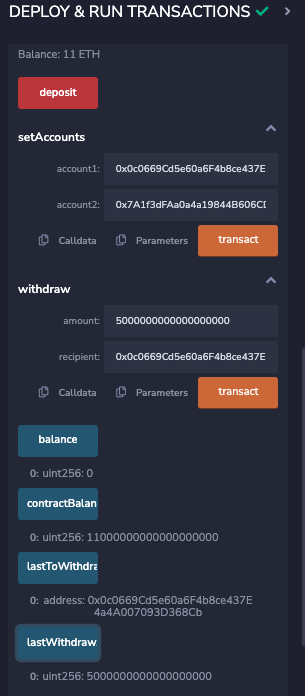 DEPLOY & RUN TRANSACTIONS
Balance: 11 ETH
deposit
setAccounts
account1: 0x0c0669Cd5e60a6F4b8ce437E
account2: 0x7A1f3dFAa0a4a19844B606CI
Calldata Parameters transact
withdraw
amount: 5000000000000000000
recipient: 0x0c0669Cd5e60a6F4b8ce437E
Calldata Parameters transact
balance
0: uint256: 0
contractBalan
0: uint256: 11000000000000000000
lastToWithdra
0: address: 0x0c0669Cd5e60a6F4b8ce437E
4a4A007093D368Cb
lastWithdraw
0: uint256: 5000000000000000000